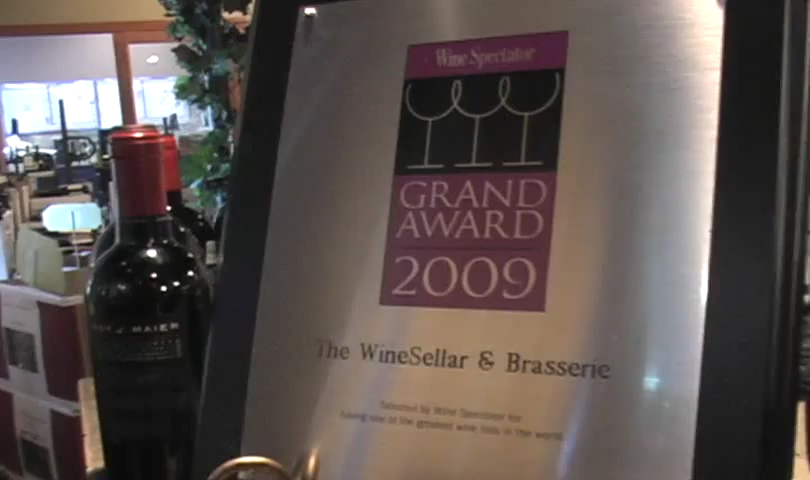 Wine Spectator
GRAND
AWARD
2009
The WineSellar & Brasserie
Selected by Wine Spectator for
having one of the greatest wine lists in the world
MAIER